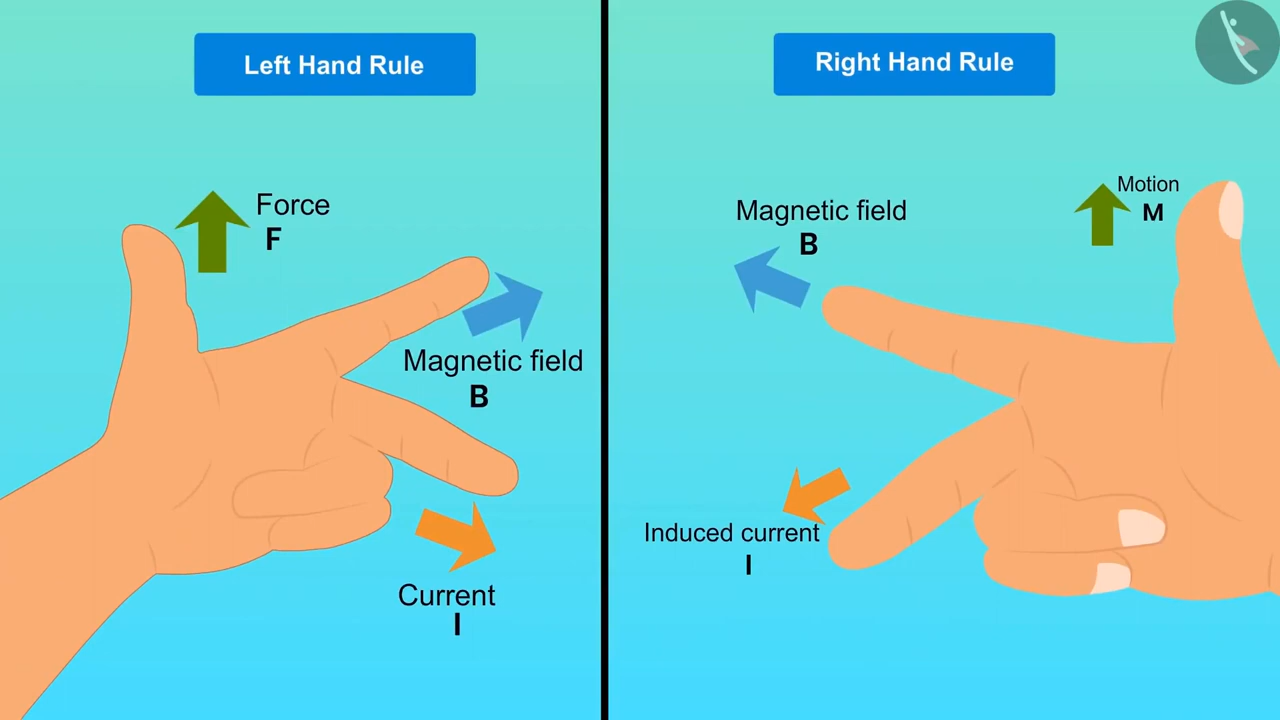 Left Hand Rule
Force
F
Magnetic field
B
Current
I
Right Hand Rule
Motion
M
Magnetic field
B
Induced current
I